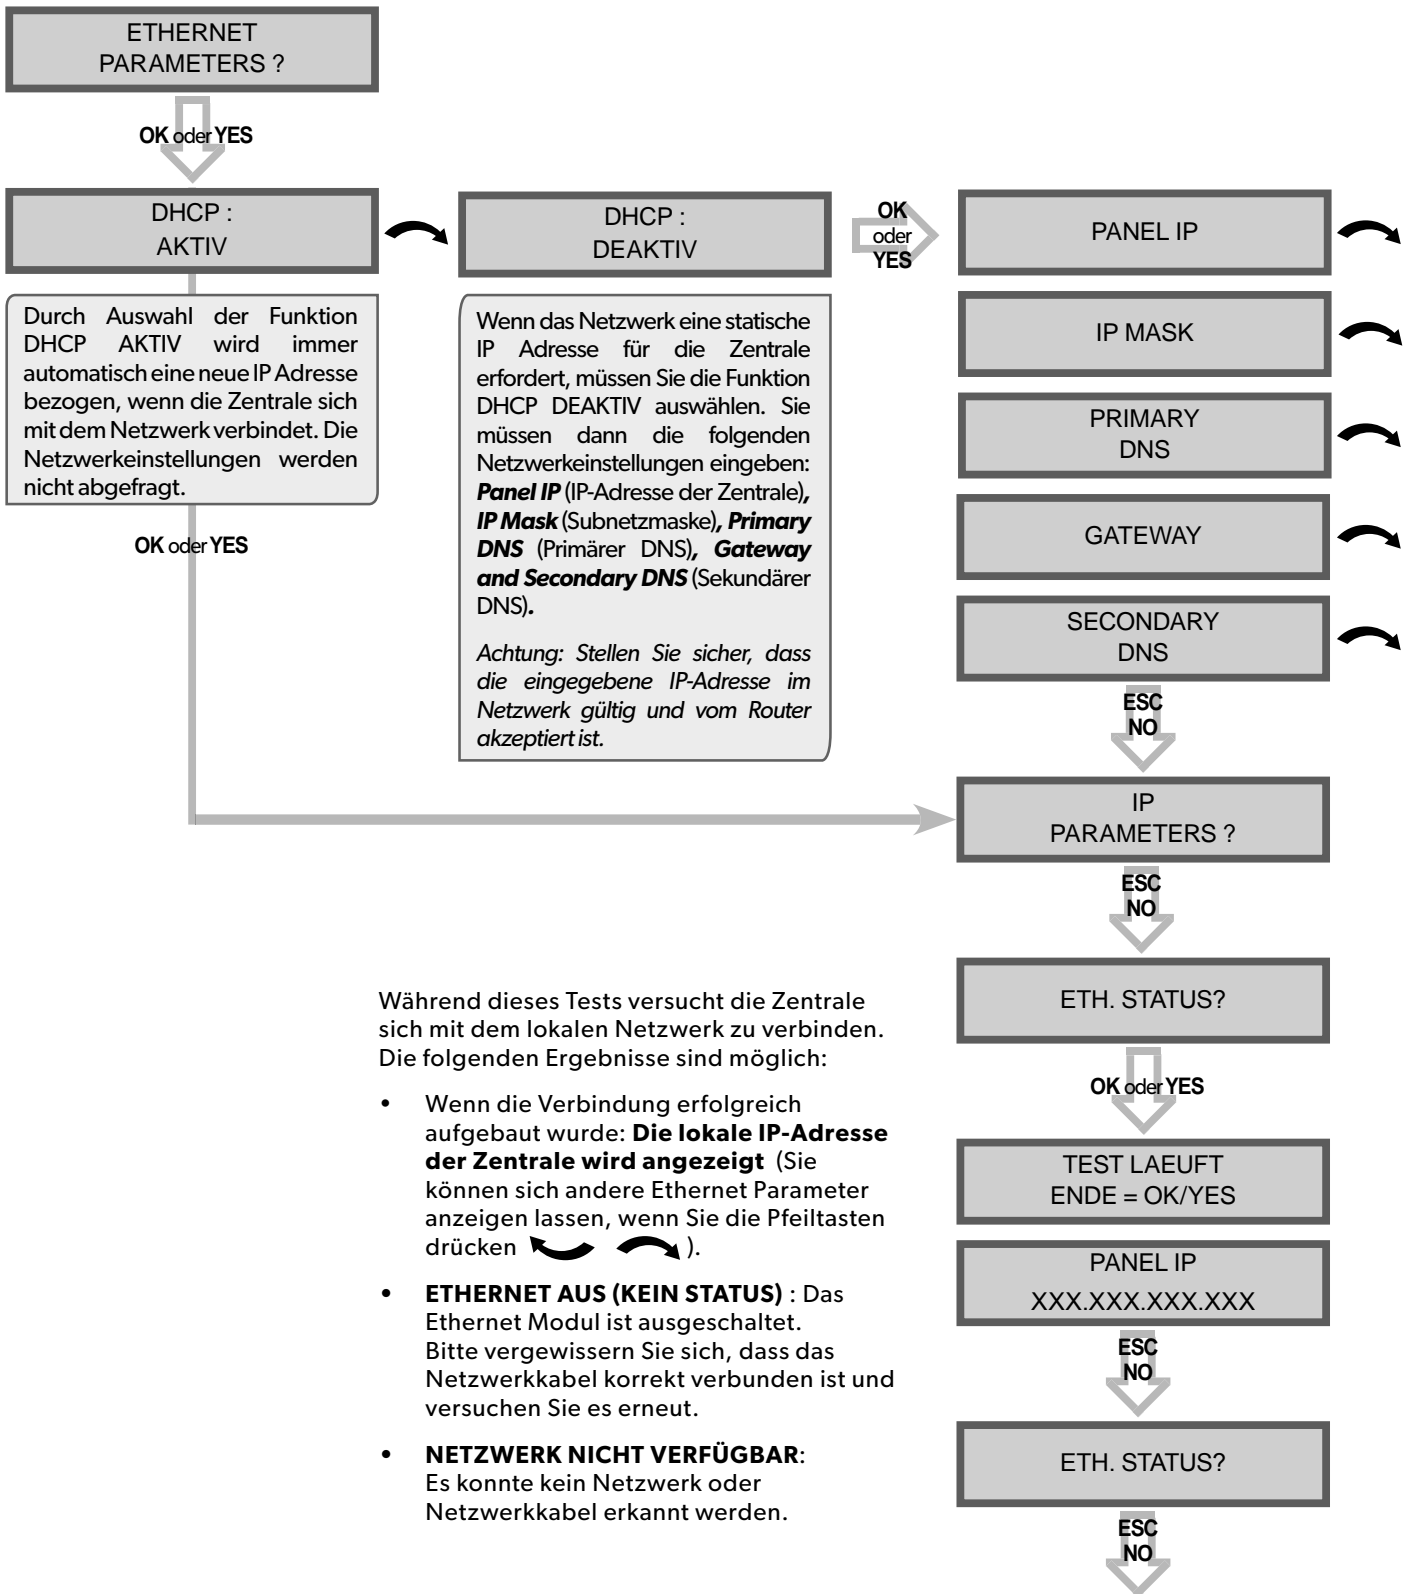 ETHERNET
PARAMETERS ?
OK oder YES
DHCP :
AKTIV
Durch Auswahl der Funktion
DHCP AKTIV wird immer
automatisch eine neue IP Adresse
bezogen, wenn die Zentrale sich
mit dem Netzwerk verbindet. Die
Netzwerkeinstellungen werden
nicht abgefragt.
OK oder YES
DHCP :
DEAKTIV
Wenn das Netzwerk eine statische
IP Adresse für die Zentrale
erfordert, müssen Sie die Funktion
DHCP DEAKTIV auswählen. Sie
müssen dann die folgenden
Netzwerkeinstellungen eingeben:
Panel IP (IP-Adresse der Zentrale),
IP Mask (Subnetzmaske), Primary
DNS (Primärer DNS), Gateway
and Secondary DNS (Sekundärer
DNS).
Achtung: Stellen Sie sicher, dass
die eingegebene IP-Adresse im
Netzwerk gültig und vom Router
akzeptiert ist.
OK
oder
YES
PANEL IP
IP MASK
PRIMARY
DNS
GATEWAY
SECONDARY
DNS
ESC
NO
IP
PARAMETERS ?
ESC
NO
ETH. STATUS?
OK oder YES
TEST LAEUFT
ENDE = OK/YES
PANEL IP
XXX.XXX.XXX.XXX
ESC
NO
ETH. STATUS?
ESC
NO
Während dieses Tests versucht die Zentrale
sich mit dem lokalen Netzwerk zu verbinden.
Die folgenden Ergebnisse sind möglich:
• Wenn die Verbindung erfolgreich
aufgebaut wurde: Die lokale IP-Adresse
der Zentrale wird angezeigt (Sie
können sich andere Ethernet Parameter
anzeigen lassen, wenn Sie die Pfeiltasten
drücken ).
• ETHERNET AUS (KEIN STATUS) : Das
Ethernet Modul ist ausgeschaltet.
Bitte vergewissern Sie sich, dass das
Netzwerkkabel korrekt verbunden ist und
versuchen Sie es erneut.
• NETZWERK NICHT VERFÜGBAR:
Es konnte kein Netzwerk oder
Netzwerkkabel erkannt werden.